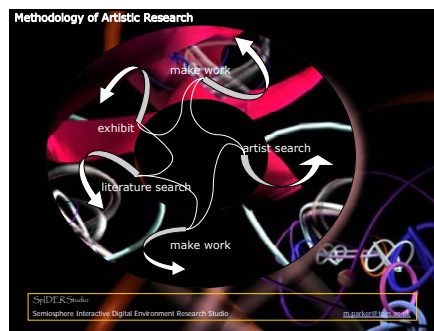 Methodology of Artistic Research
make work
exhibit
artist search
literature search
make work
SpIDERStudio
Semiosphere Interactive Digital Environment Research Studio